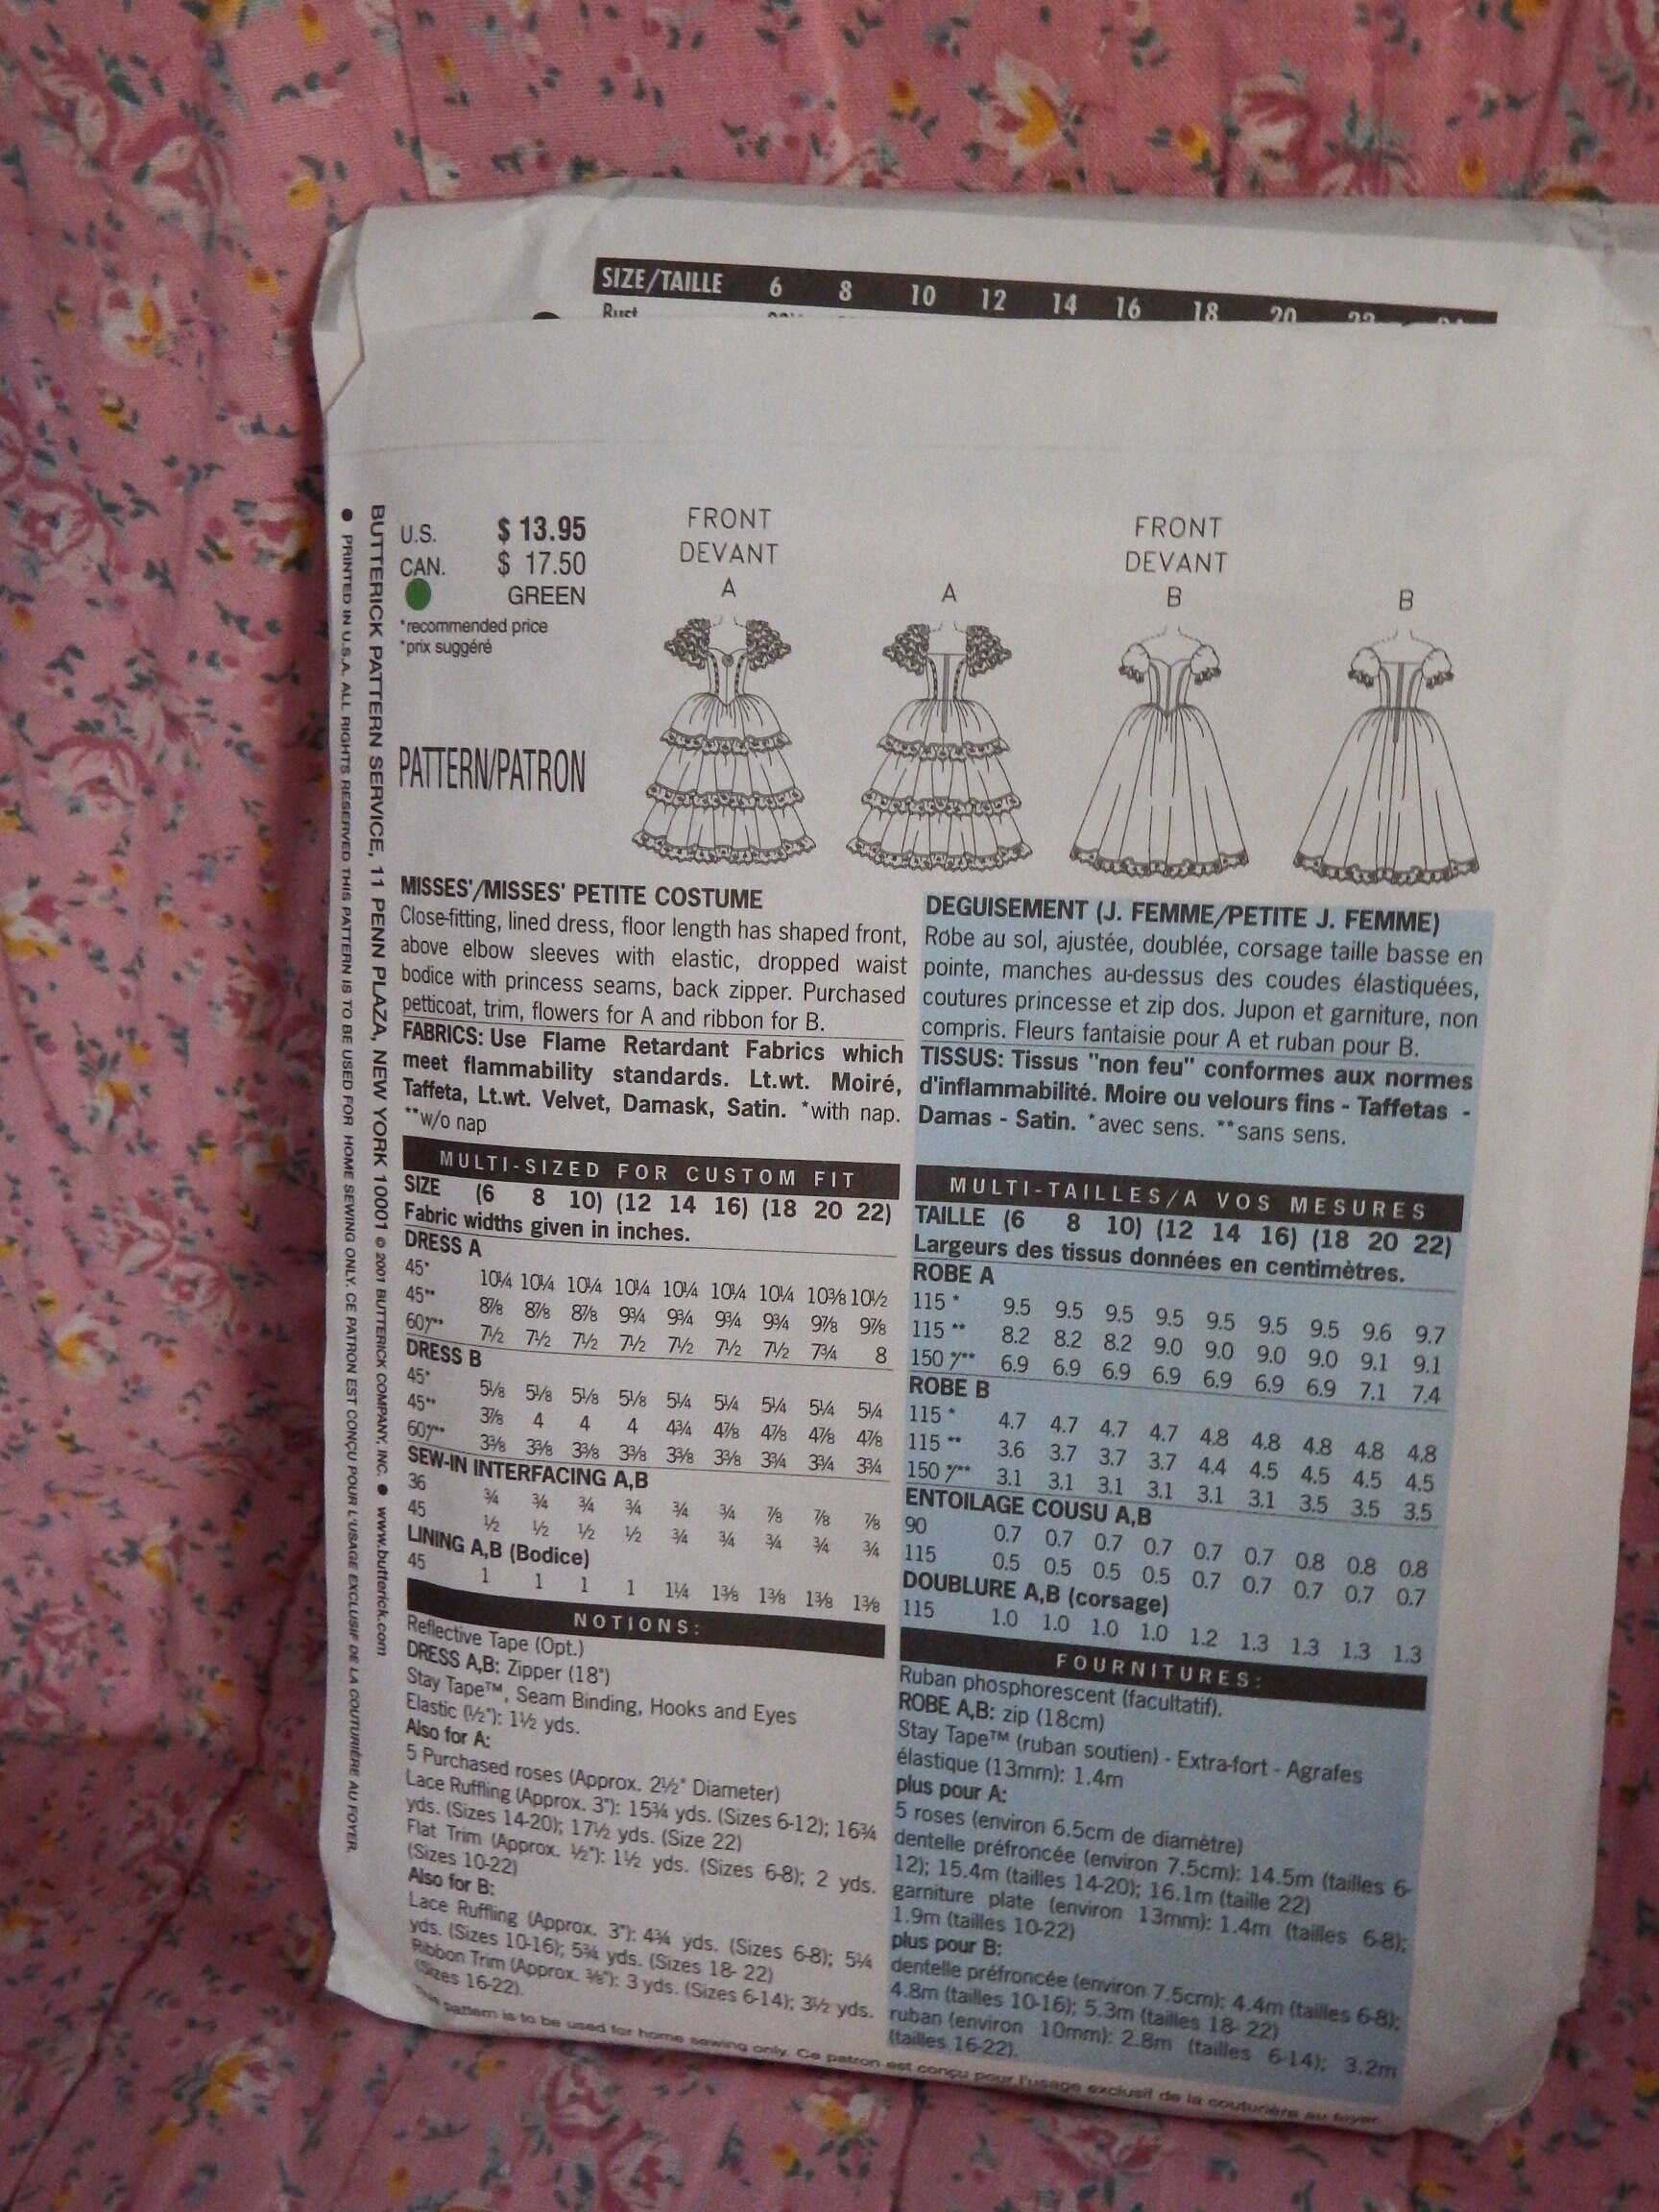 SIZE/TAILLE 6 8 10 12 14 16 18 20 22
Bust
U.S. $ 13.95
CAN. $ 17.50
GREEN
*recommended price
*prix suggéré
PATTERN/PATRON
FRONT
DEVANT
A
A
FRONT
DEVANT
B
B
BUTTERICK PATTERN SERVICE, 11 PENN PLAZA, NEW YORK 10001 © 2001 BUTTERICK COMPANY, INC. ● www.butterick.com
● PRINTED IN U.S.A. ALL RIGHTS RESERVED THIS PATTERN IS TO BE USED FOR HOME SEWING ONLY. CE PATRON EST CONÇU POUR L'USAGE EXCLUSIF DE LA COUTURIÈRE AU FOYER.
MISSES'/MISSES' PETITE COSTUME
Close-fitting, lined dress, floor length has shaped front,
above elbow sleeves with elastic, dropped waist
bodice with princess seams, back zipper. Purchased
petticoat, trim, flowers for A and ribbon for B.
FABRICS: Use Flame Retardant Fabrics which
meet flammability standards. Lt.wt. Moiré,
Taffeta, Lt.wt. Velvet, Damask, Satin. *with nap.
**w/o nap
MULTI-SIZED FOR CUSTOM FIT
SIZE (6 8 10) (12 14 16) (18 20 22)
Fabric widths given in inches.
DRESS A
45* 10¼ 10¼ 10¼ 10¼ 10¼ 10¼ 10¼ 10⅜ 10½
45** 8⅞ 8⅞ 8⅞ 9¾ 9¾ 9¾ 9¾ 9⅞ 9⅞
60*/** 7½ 7½ 7½ 7½ 7½ 7½ 7½ 7¾ 8
DRESS B
45* 5⅛ 5⅛ 5⅛ 5⅛ 5¼ 5¼ 5¼ 5¼ 5¼
45** 3⅞ 4 4 4 4¾ 4⅞ 4⅞ 4⅞ 4⅞
60*/** 3⅜ 3⅜ 3⅜ 3⅜ 3⅜ 3⅜ 3¾ 3¾ 3¾
SEW-IN INTERFACING A,B
36 ¾ ¾ ¾ ¾ ¾ ¾ ⅞ ⅞ ⅞
45 ½ ½ ½ ½ ¾ ¾ ¾ ¾ ¾
LINING A,B (Bodice)
45 1 1 1 1 1¼ 1⅜ 1⅜ 1⅜ 1⅜
NOTIONS:
Reflective Tape (Opt.)
DRESS A,B: Zipper (18")
Stay Tape™, Seam Binding, Hooks and Eyes
Elastic (½"): 1½ yds.
Also for A:
5 Purchased roses (Approx. 2½" Diameter)
Lace Ruffling (Approx. 3"): 15¾ yds. (Sizes 6-12); 16¾
yds. (Sizes 14-20); 17½ yds. (Size 22)
Flat Trim (Approx. ½"): 1½ yds. (Sizes 6-8); 2 yds.
(Sizes 10-22)
Also for B:
Lace Ruffling (Approx. 3"): 4¾ yds. (Sizes 6-8); 5¼
yds. (Sizes 10-16); 5¾ yds. (Sizes 18- 22)
Ribbon Trim (Approx. ⅜"): 3 yds. (Sizes 6-14); 3½ yds.
(Sizes 16-22).
DEGUISEMENT (J. FEMME/PETITE J. FEMME)
Robe au sol, ajustée, doublée, corsage taille basse en
pointe, manches au-dessus des coudes élastiquées,
coutures princesse et zip dos. Jupon et garniture, non
compris. Fleurs fantaisie pour A et ruban pour B.
TISSUS: Tissus "non feu" conformes aux normes
d'inflammabilité. Moire ou velours fins - Taffetas -
Damas - Satin. *avec sens. **sans sens.
MULTI-TAILLES/A VOS MESURES
TAILLE (6 8 10) (12 14 16) (18 20 22)
Largeurs des tissus données en centimètres.
ROBE A
115 * 9.5 9.5 9.5 9.5 9.5 9.5 9.5 9.6 9.7
115 ** 8.2 8.2 8.2 9.0 9.0 9.0 9.0 9.1 9.1
150 */** 6.9 6.9 6.9 6.9 6.9 6.9 6.9 7.1 7.4
ROBE B
115 * 4.7 4.7 4.7 4.7 4.8 4.8 4.8 4.8 4.8
115 ** 3.6 3.7 3.7 3.7 4.4 4.5 4.5 4.5 4.5
150 */** 3.1 3.1 3.1 3.1 3.1 3.1 3.5 3.5 3.5
ENTOILAGE COUSU A,B
90 0.7 0.7 0.7 0.7 0.7 0.7 0.8 0.8 0.8
115 0.5 0.5 0.5 0.5 0.7 0.7 0.7 0.7 0.7
DOUBLURE A,B (corsage)
115 1.0 1.0 1.0 1.0 1.2 1.3 1.3 1.3 1.3
FOURNITURES:
Ruban phosphorescent (facultatif).
ROBE A,B: zip (18cm)
Stay Tape™ (ruban soutien) - Extra-fort - Agrafes
élastique (13mm): 1.4m
plus pour A:
5 roses (environ 6.5cm de diamètre)
dentelle préfroncée (environ 7.5cm): 14.5m (tailles 6-
12); 15.4m (tailles 14-20); 16.1m (taille 22)
garniture plate (environ 13mm): 1.4m (tailles 6-8);
1.9m (tailles 10-22)
plus pour B:
dentelle préfroncée (environ 7.5cm): 4.4m (tailles 6-8);
4.8m (tailles 10-16); 5.3m (tailles 18- 22)
ruban (environ 10mm): 2.8m (tailles 6-14); 3.2m
(tailles 16-22).
This pattern is to be used for home sewing only. Ce patron est conçu pour l'usage exclusif de la couturière au foyer.